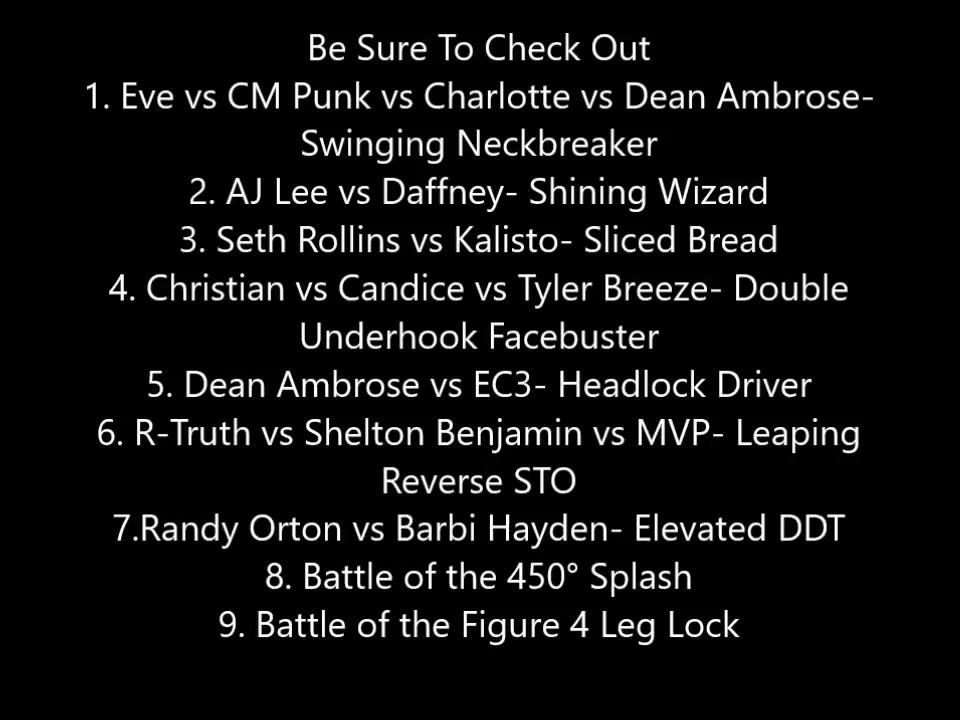 Be Sure To Check Out
1. Eve vs CM Punk vs Charlotte vs Dean Ambrose-
Swinging Neckbreaker
2. AJ Lee vs Daffney- Shining Wizard
3. Seth Rollins vs Kalisto- Sliced Bread
4. Christian vs Candice vs Tyler Breeze- Double
Underhook Facebuster
5. Dean Ambrose vs EC3- Headlock Driver
6. R-Truth vs Shelton Benjamin vs MVP- Leaping
Reverse STO
7.Randy Orton vs Barbi Hayden- Elevated DDT
8. Battle of the 450° Splash
9. Battle of the Figure 4 Leg Lock